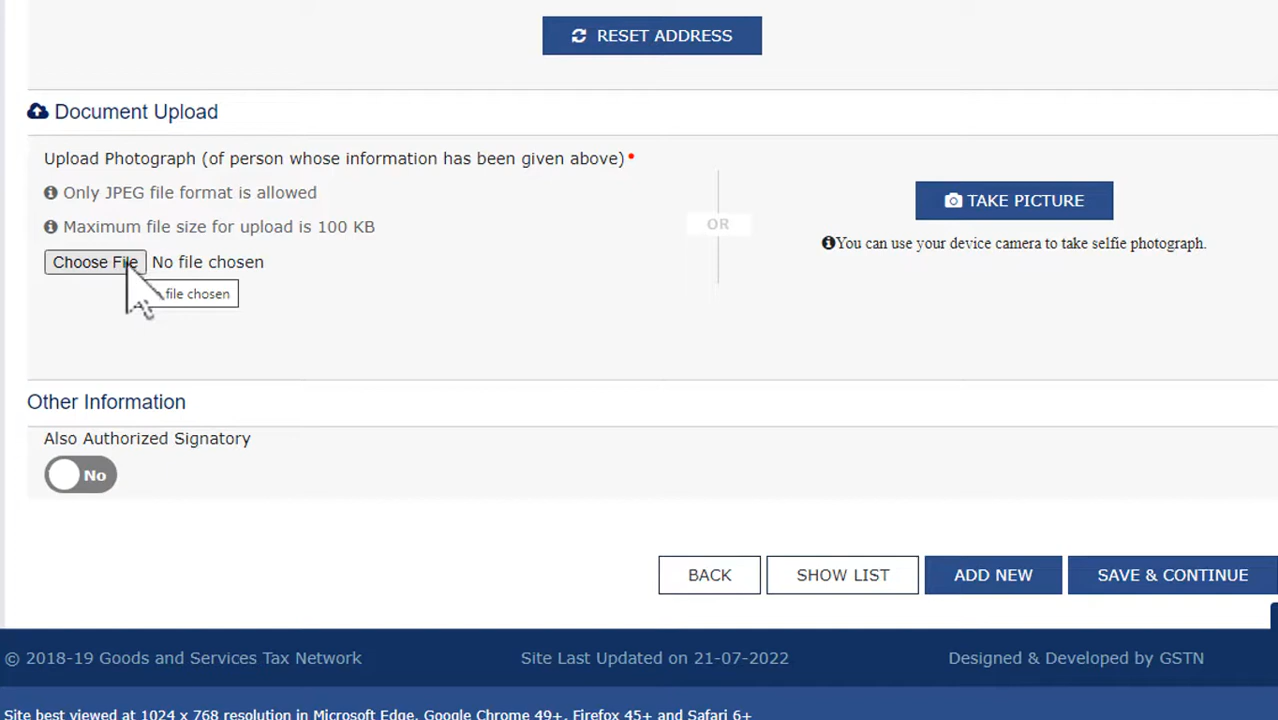 RESET ADDRESS
Document Upload
Upload Photograph (of person whose information has been given above)•
Only JPEG file format is allowed
Maximum file size for upload is 100 KB
Choose File No file chosen
file chosen
OR
TAKE PICTURE
You can use your device camera to take selfie photograph.
Other Information
Also Authorized Signatory
No
BACK SHOW LIST ADD NEW SAVE & CONTINUE
© 2018-19 Goods and Services Tax Network Site Last Updated on 21-07-2022 Designed & Developed by GSTN
Site best viewed at 1024 x 768 resolution in Microsoft Edge, Google Chrome 49+, Firefox 45+ and Safari 6+